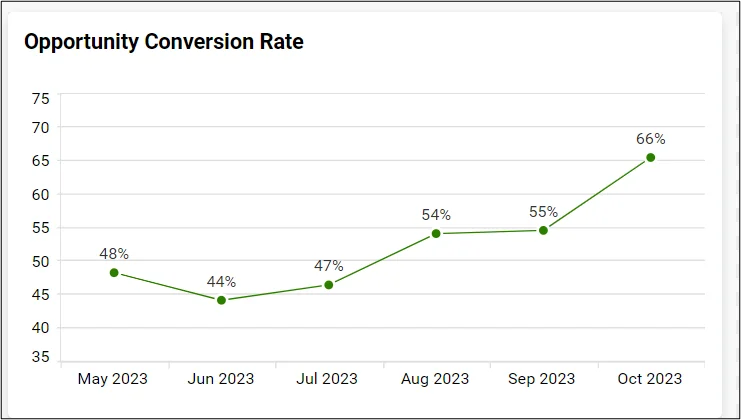 Opportunity Conversion Rate
75
70
65
60
55
50
45
40
35
48%
44%
47%
54%
55%
66%
May 2023
Jun 2023
Jul 2023
Aug 2023
Sep 2023
Oct 2023